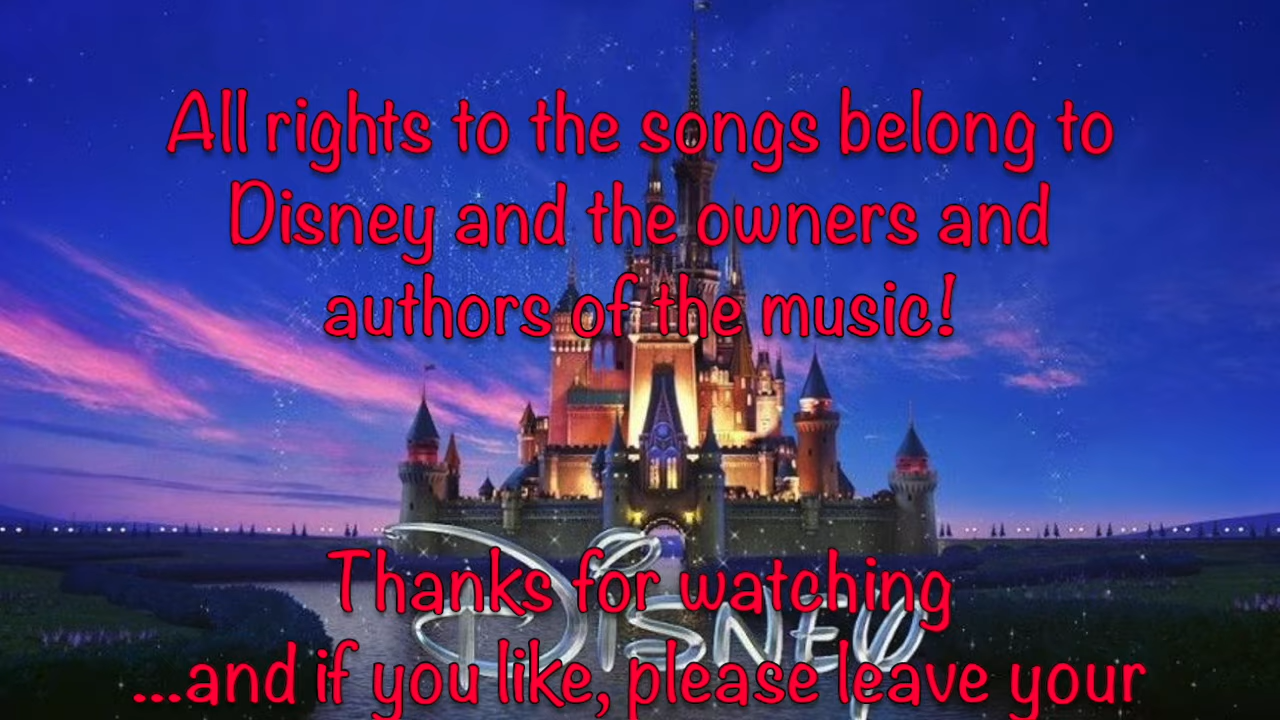 All rights to the songs belong to
Disney and the owners and
authors of the music!
Thanks for watching
Disney
...and if you like, please leave your